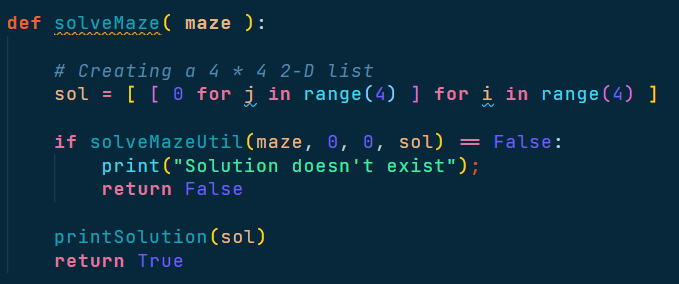 def solveMaze( maze ):
# Creating a 4 * 4 2-D list
sol = [ [ 0 for j in range(4) ] for i in range(4) ]
if solveMazeUtil(maze, 0, 0, sol) == False:
print("Solution doesn't exist");
return False
printSolution(sol)
return True